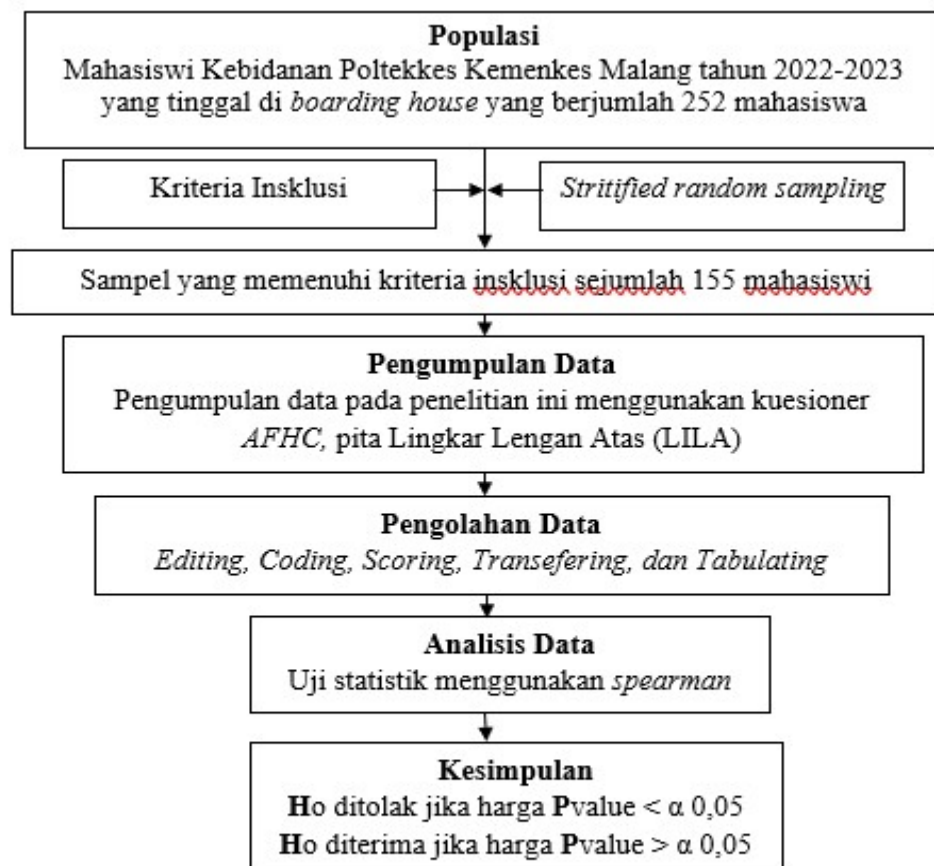 Populasi
Mahasiswi Kebidanan Poltekkes Kemenkes Malang tahun 2022-2023
yang tinggal di boarding house yang berjumlah 252 mahasiswa
Kriteria Insklusi
Stritified random sampling
Sampel yang memenuhi kriteria insklusi sejumlah 155 mahasiswi
Pengumpulan Data
Pengumpulan data pada penelitian ini menggunakan kuesioner
AFHC, pita Lingkar Lengan Atas (LILA)
Pengolahan Data
Editing, Coding, Scoring, Transefering, dan Tabulating
Analisis Data
Uji statistik menggunakan spearman
Kesimpulan
Ho ditolak jika harga Pvalue < α 0,05
Ho diterima jika harga Pvalue > α 0,05